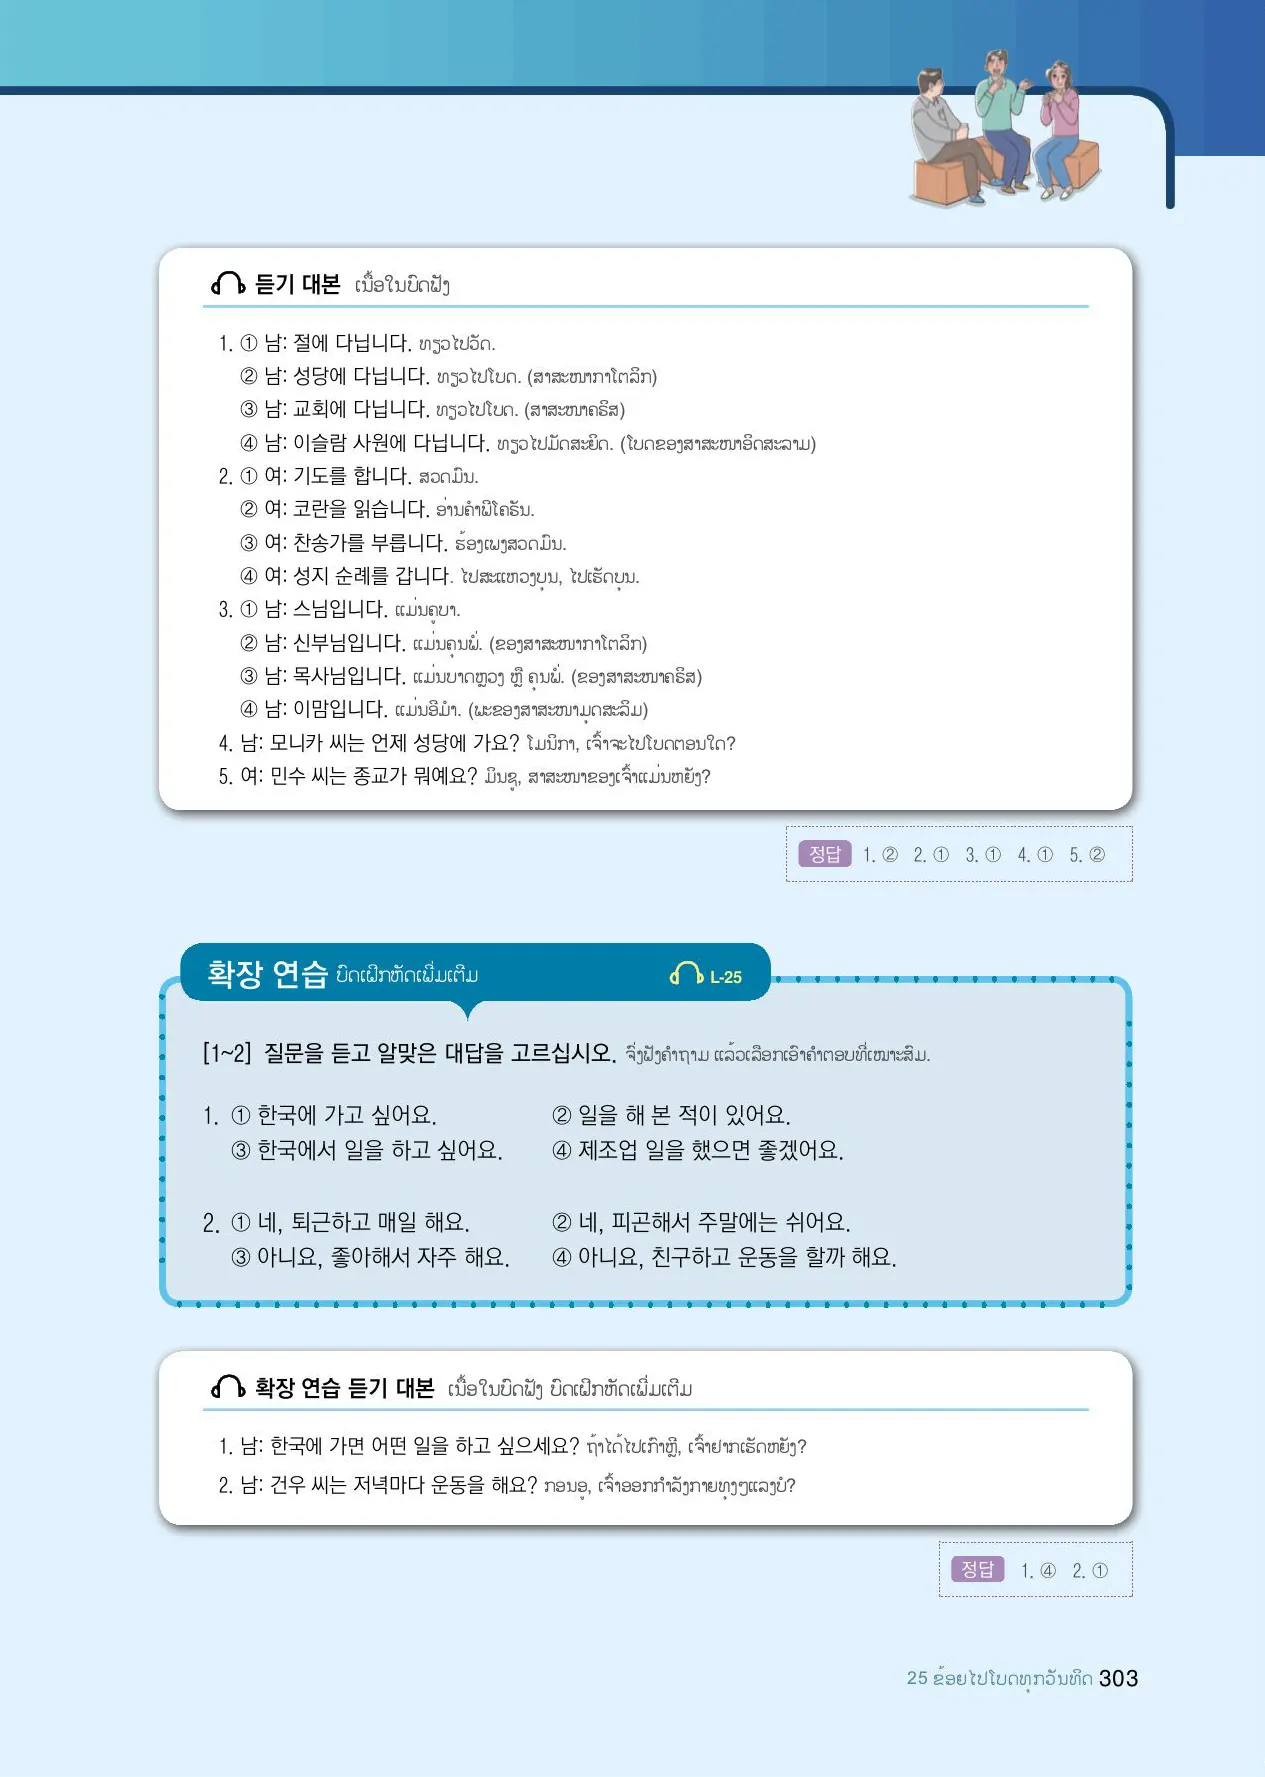 듣기 대본 ເນື້ອໃນບົດຟັງ
1. ① 남: 절에 다닙니다. ທຽວໄປວັດ.
② 남: 성당에 다닙니다. ທຽວໄປໂບດ. (ສາສະໜາກາໂຕລິກ)
③ 남: 교회에 다닙니다. ທຽວໄປໂບດ. (ສາສະໜາຄຣິສ)
④ 남: 이슬람 사원에 다닙니다. ທຽວໄປມັດສະຍິດ. (ໂບດຂອງສາສະໜາອິດສະລາມ)
2. ① 여: 기도를 합니다. ສວດມົນ.
② 여: 코란을 읽습니다. ອ່ານຄຳພີໂຄຣັນ.
③ 여: 찬송가를 부릅니다. ຮ້ອງເພງສວດມົນ.
④ 여: 성지 순례를 갑니다. ໄປສະແຫວງບຸນ, ໄປເຮັດບຸນ.
3. ① 남: 스님입니다. ແມ່ນຄູບາ.
② 남: 신부님입니다. ແມ່ນຄຸນພໍ່. (ຂອງສາສະໜາກາໂຕລິກ)
③ 남: 목사님입니다. ແມ່ນບາດຫຼວງ ຫຼື ຄຸນພໍ່. (ຂອງສາສະໜາຄຣິສ)
④ 남: 이맘입니다. ແມ່ນອີມຳ. (ພະຂອງສາສະໜາມຸດສະລິມ)
4. 남: 모니카 씨는 언제 성당에 가요? ໂມນິກາ, ເຈົ້າຈະໄປໂບດຕອນໃດ?
5. 여: 민수 씨는 종교가 뭐예요? ມິນຊູ, ສາສະໜາຂອງເຈົ້າແມ່ນຫຍັງ?
정답 1. ② 2. ① 3. ① 4. ① 5. ②
확장 연습 ບົດເຝິກຫັດເພີ່ມເຕີມ L-25
[1~2] 질문을 듣고 알맞은 대답을 고르십시오. ຈົ່ງຟັງຄຳຖາມ ແລ້ວເລືອກເອົາຄຳຕອບທີ່ເໝາະສົມ.
1. ① 한국에 가고 싶어요. ② 일을 해 본 적이 있어요.
③ 한국에서 일을 하고 싶어요. ④ 제조업 일을 했으면 좋겠어요.
2. ① 네, 퇴근하고 매일 해요. ② 네, 피곤해서 주말에는 쉬어요.
③ 아니요, 좋아해서 자주 해요. ④ 아니요, 친구하고 운동을 할까 해요.
확장 연습 듣기 대본 ເນື້ອໃນບົດຟັງ ບົດເຝິກຫັດເພີ່ມເຕີມ
1. 남: 한국에 가면 어떤 일을 하고 싶으세요? ຖ້າໄດ້ໄປເກົາຫຼີ, ເຈົ້າຢາກເຮັດຫຍັງ?
2. 남: 건우 씨는 저녁마다 운동을 해요? ກອນອູ, ເຈົ້າອອກກຳລັງກາຍທຸງໆແລງບໍ?
정답 1. ④ 2. ①
25 ຂ້ອຍໄປໂບດທຸກວັນທິດ 303